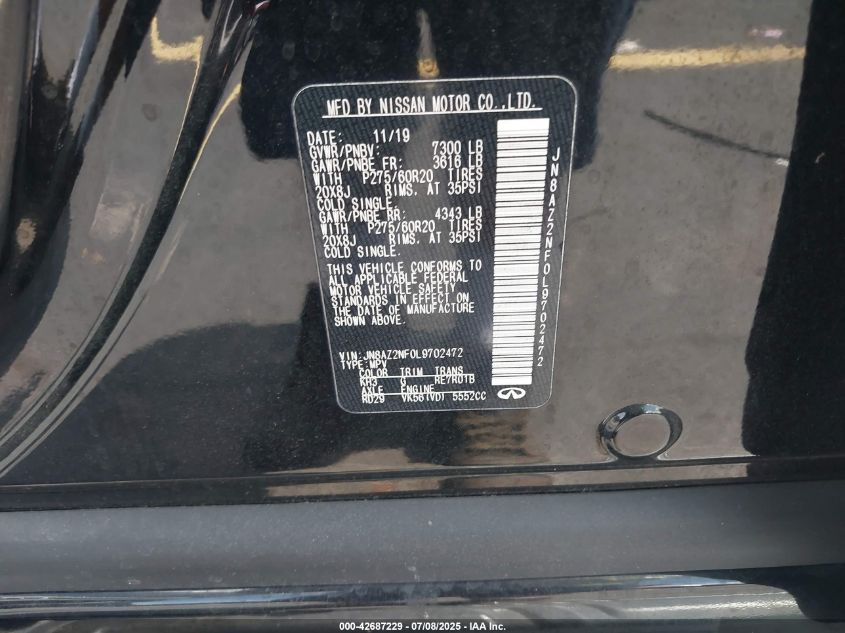 MFD BY NISSAN MOTOR CO.,LTD.
DATE: 11/19
GVWR/PNBV: 7300 LB
GAWR/PNBE FR: 3616 LB
WITH P275/60R20 TIRES
20X8J RIMS. AT 35PSI
COLD SINGLE.
GAWR/PNBE RR: 4343 LB
WITH P275/60R20 TIRES
20X8J RIMS. AT 35PSI
COLD SINGLE.
THIS VEHICLE CONFORMS TO
ALL APPLICABLE FEDERAL
MOTOR VEHICLE SAFETY
STANDARDS IN EFFECT ON
THE DATE OF MANUFACTURE
SHOWN ABOVE.
VIN:JN8AZ2NF0L9702472
TYPE:MPV
COLOR TRIM TRANS
KH3 G RE7R01B
AXLE ENGINE
RD29 VK56(VD) 5552CC
JN8AZ2NF0L9702472
000-42687229 - 07/08/2025 - IAA Inc.